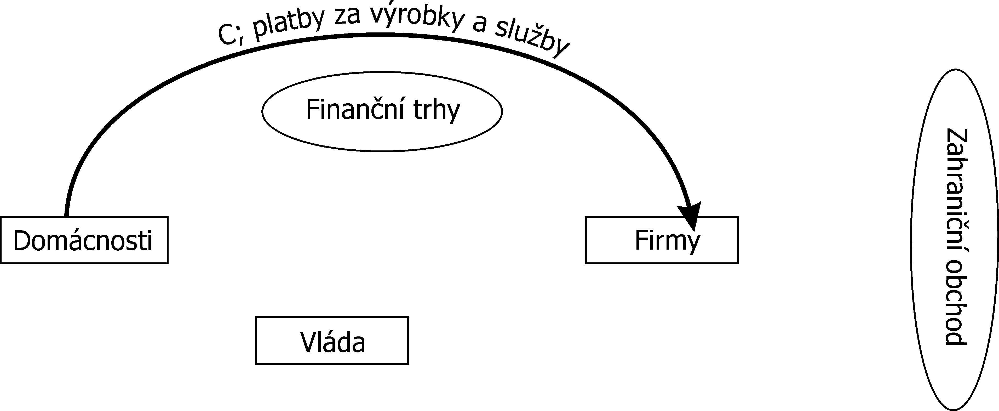 C; platby za výrobky a služby
Finanční trhy
Domácnosti
Firmy
Vláda
Zahraniční obchod